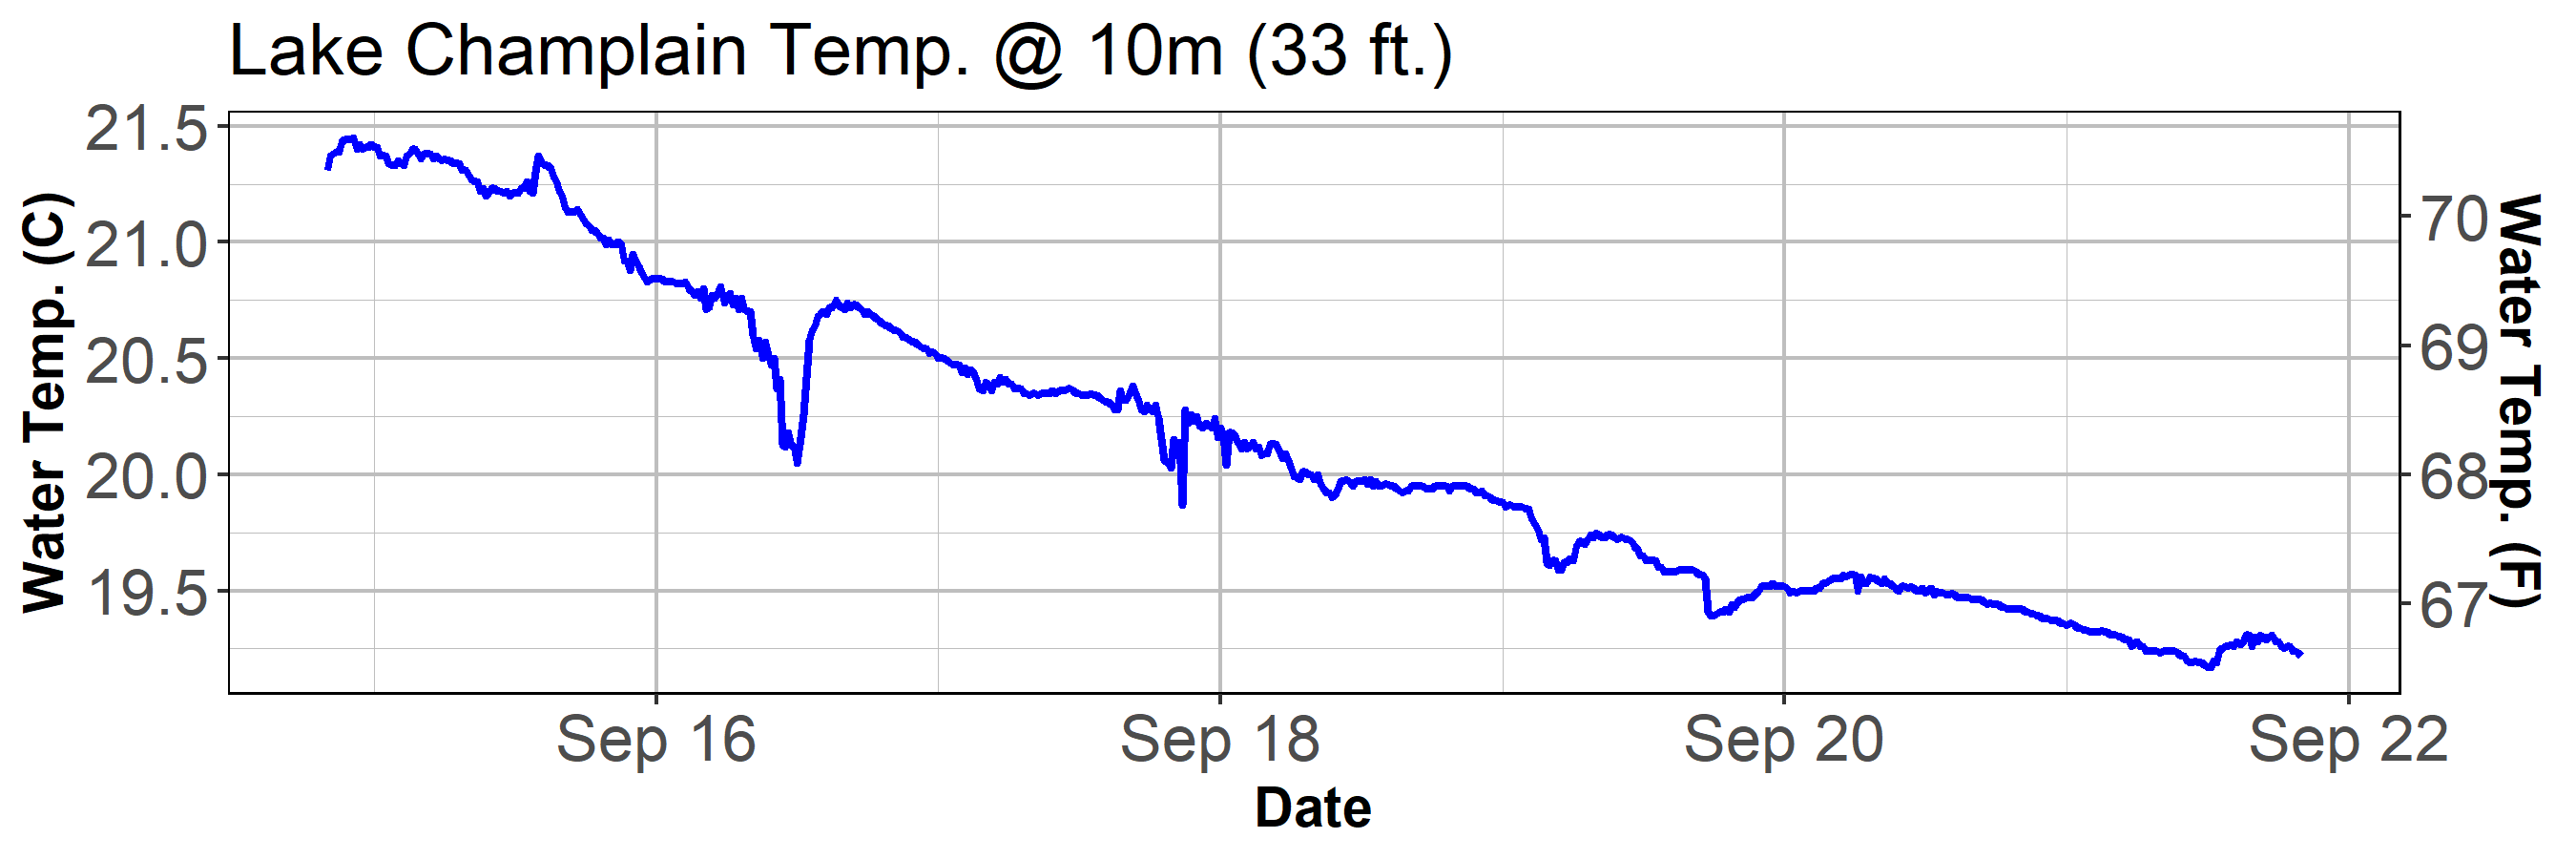 Lake Champlain Temp. @ 10m (33 ft.)
Water Temp. (C)
21.5
21.0
20.5
20.0
19.5
70
69
68
67
Water Temp. (F)
Sep 16
Sep 18
Sep 20
Sep 22
Date